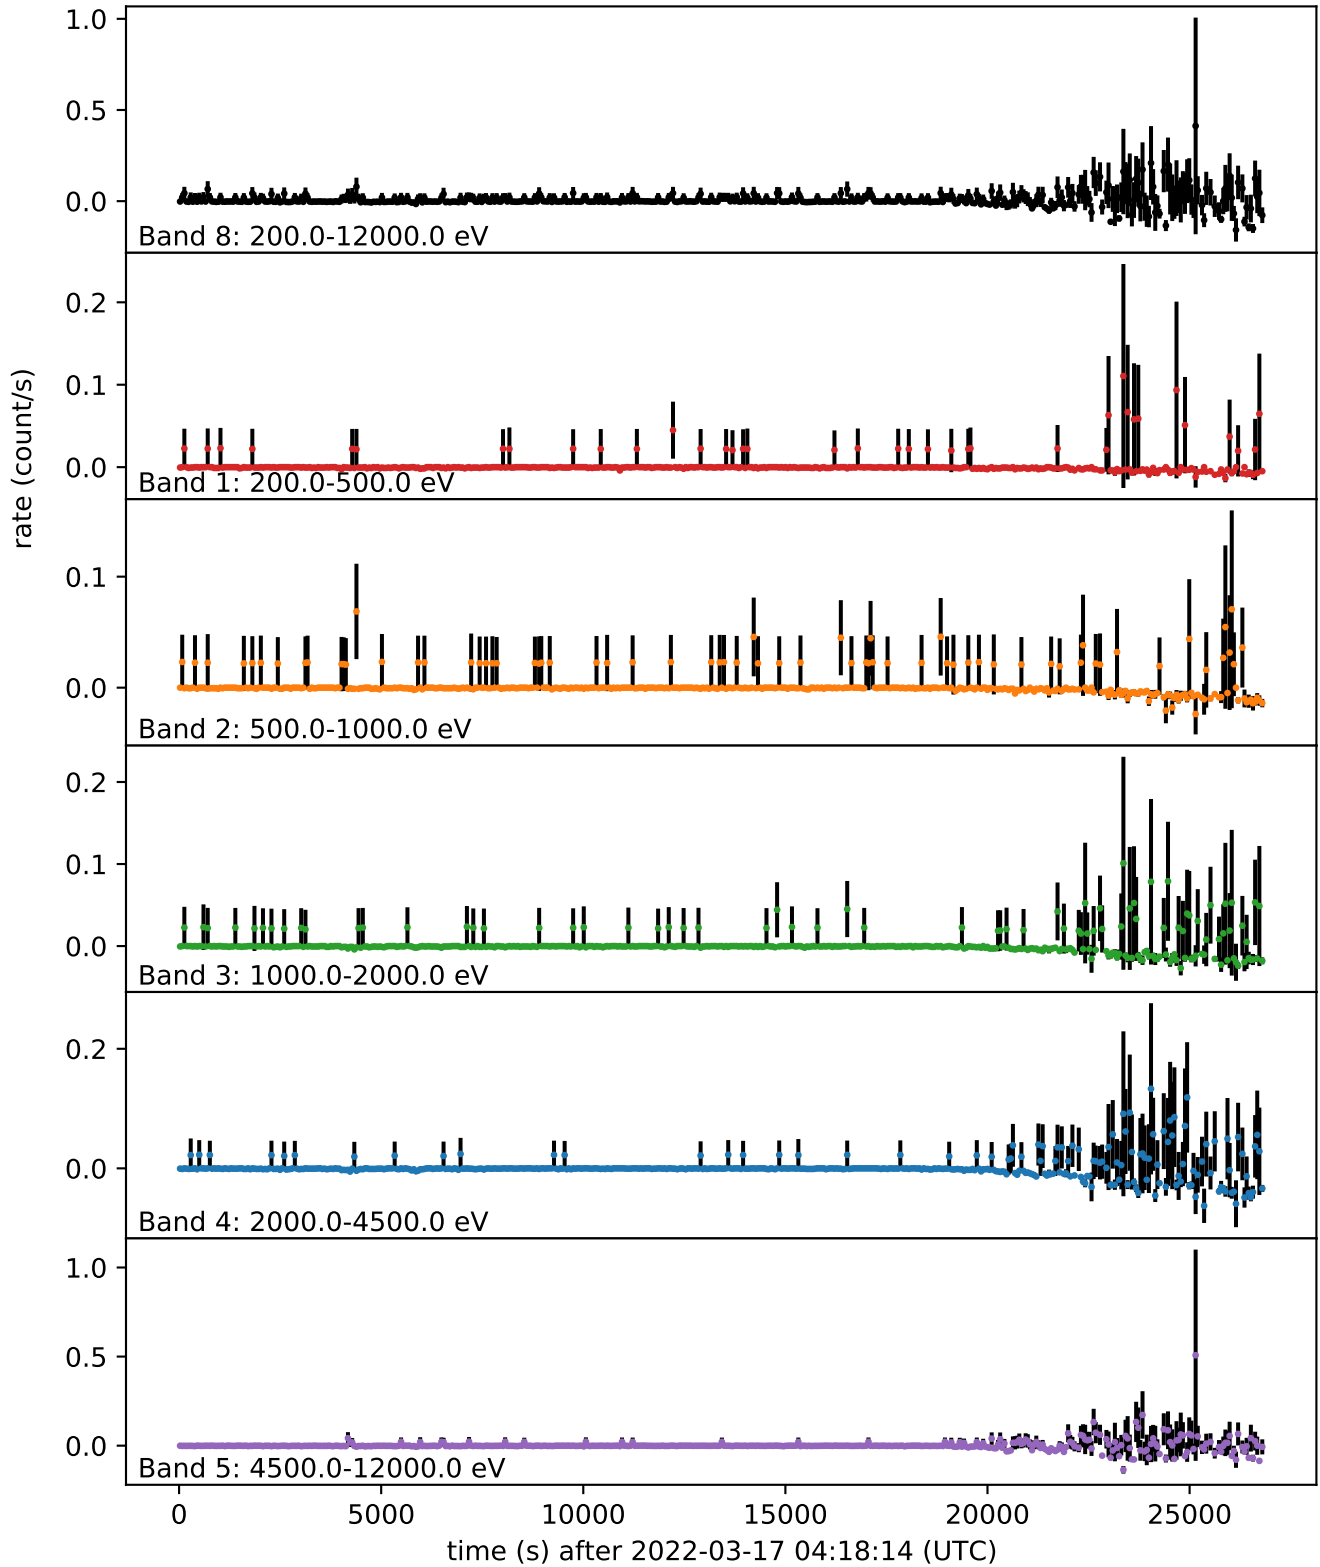 rate (count/s)
1.0
0.5
0.0
Band 8: 200.0-12000.0 eV
0.2
0.1
0.0
Band 1: 200.0-500.0 eV
0.1
0.0
Band 2: 500.0-1000.0 eV
0.2
0.1
0.0
Band 3: 1000.0-2000.0 eV
0.2
0.0
Band 4: 2000.0-4500.0 eV
1.0
0.5
0.0
Band 5: 4500.0-12000.0 eV
0 5000 10000 15000 20000 25000
time (s) after 2022-03-17 04:18:14 (UTC)